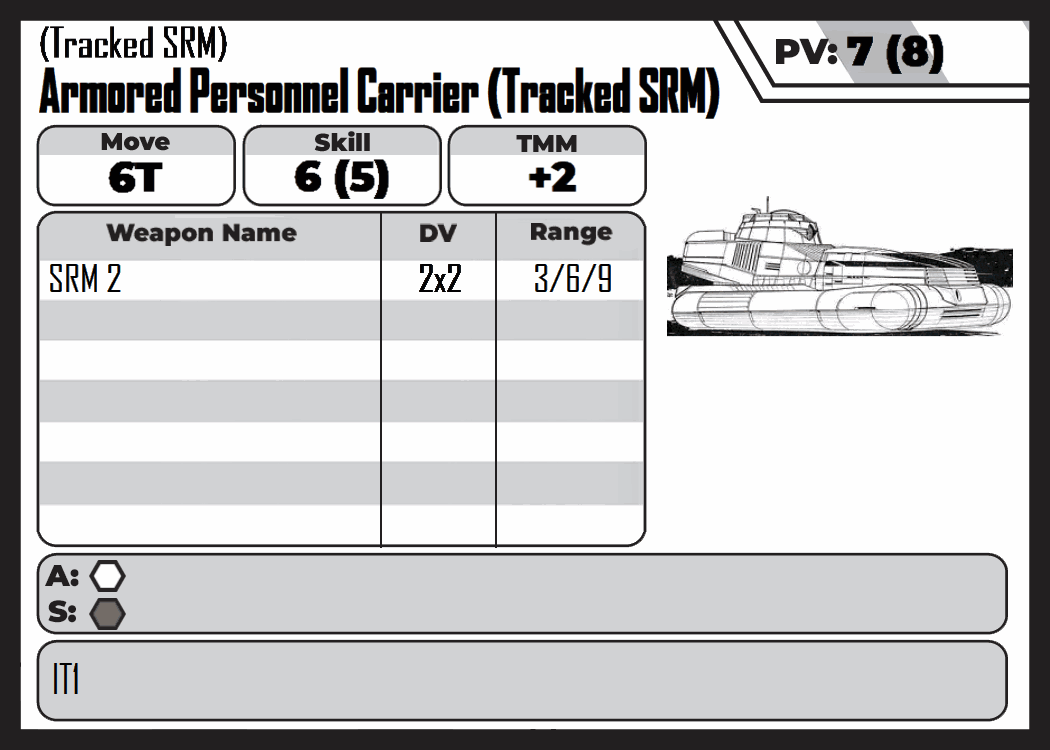 (Tracked SRM)
PV: 7 (8)
Armored Personnel Carrier (Tracked SRM)
Move Skill TMM
6T 6 (5) +2
Weapon Name DV Range
SRM 2 2x2 3/6/9
A:
S:
IT1